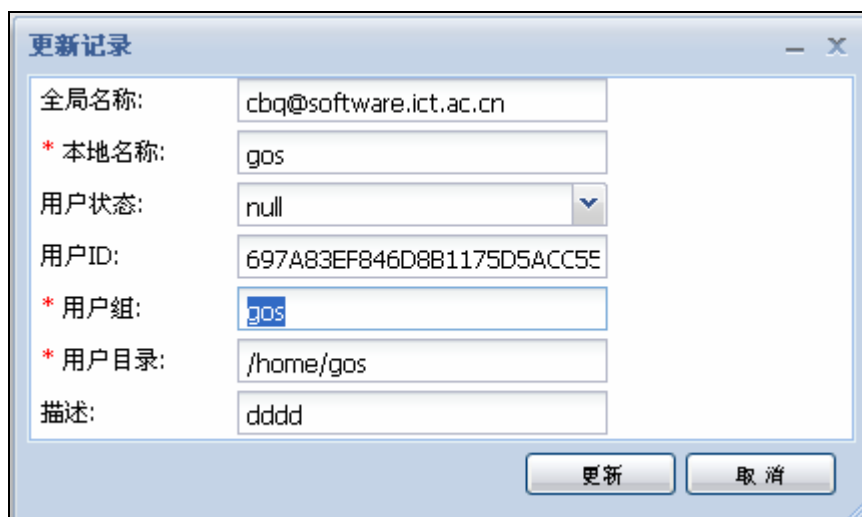 更新记录
全局名称: cbq@software.ict.ac.cn
* 本地名称: gos
用户状态: null
用户ID: 697A83EF846D8B1175D5ACC55
* 用户组: gos
* 用户目录: /home/gos
描述: dddd
更新 取消